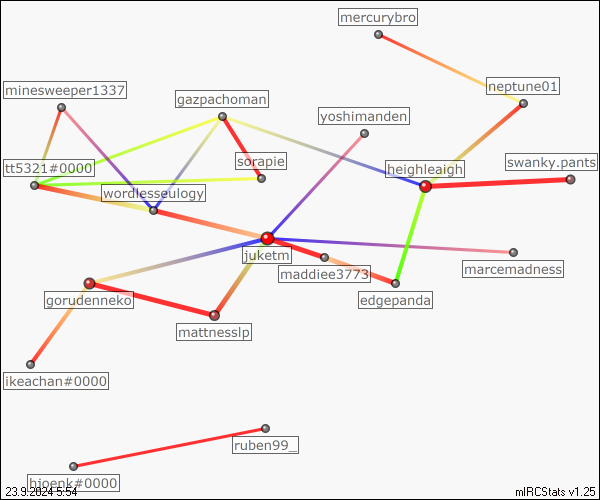 mercurybro
neptune01
minesweeper1337
gazpachoman
yoshimanden
sorapie
swanky.pants
tt5321#0000
heighleaigh
wordlesseulogy
juketm
maddiee3773
marcemadness
gorudenneko
edgepanda
mattnesslp
ikeachan#0000
ruben99_
hjoenk#0000
23.9.2024 5:54
mIRCStats v1.25